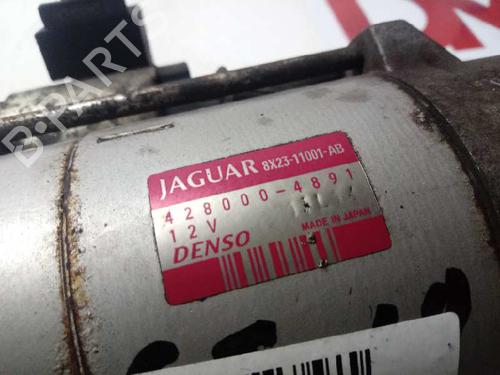 B-PARTS
JAGUAR 8X23-11001-AB
428000-4891
12V
MADE IN JAPAN
DENSO